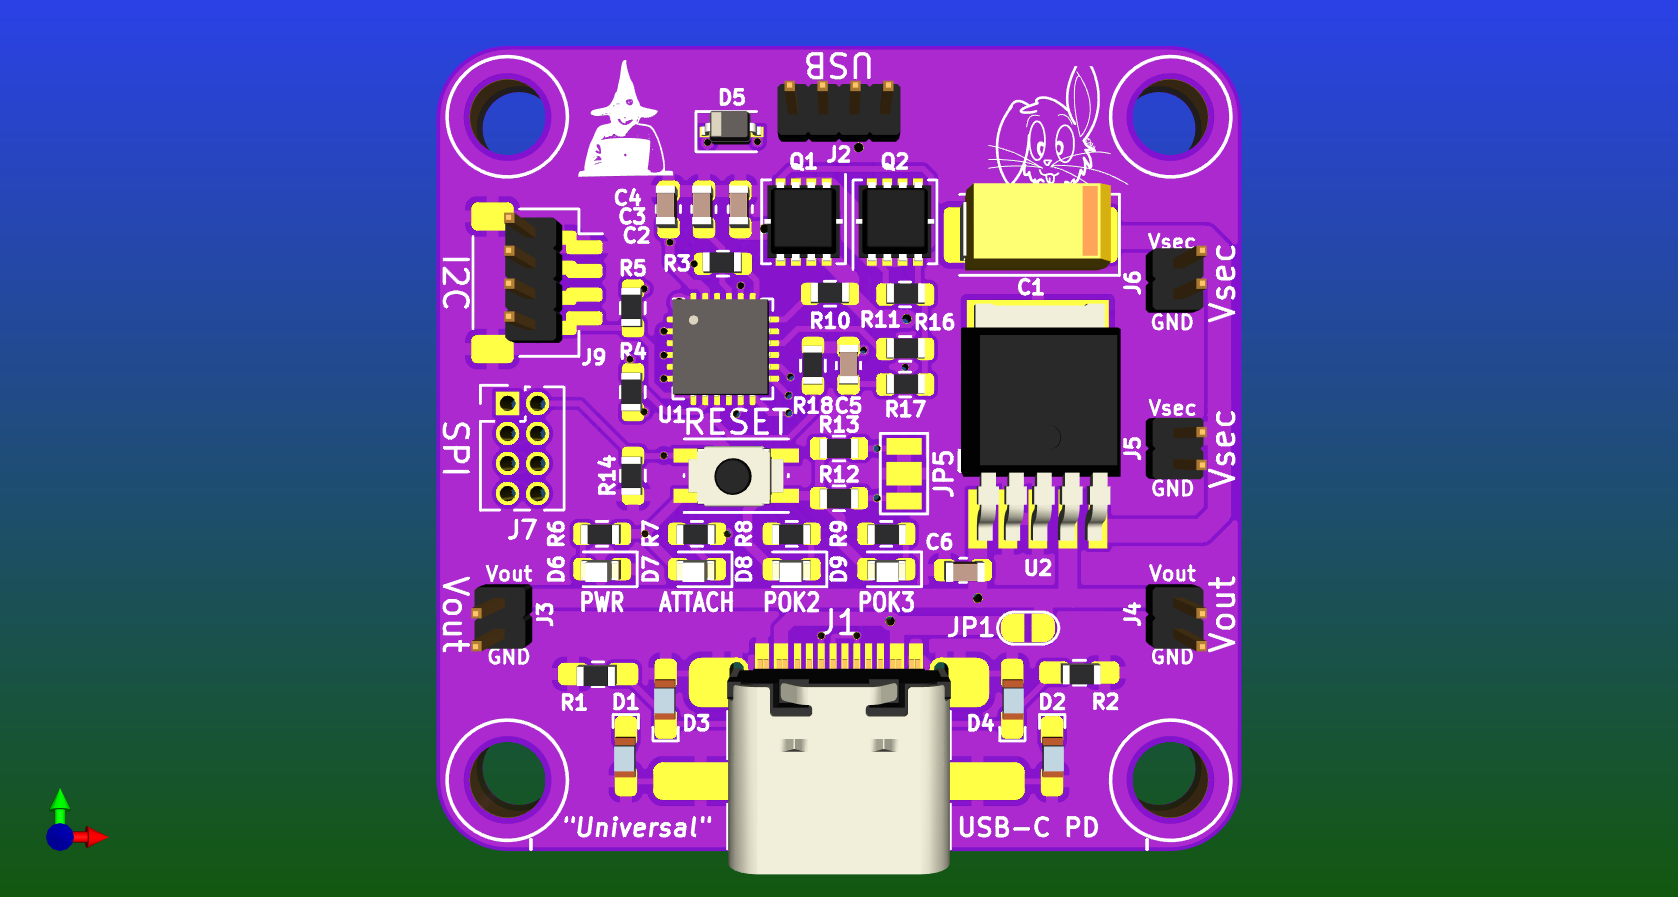 USB
D5
J2
Q1
Q2
C4
C3
C2
R3
R5
I2C
C1
Vsec
J6
Vsec
GND
R10
R11
R16
R4
J9
U1
RESET
R18
C5
R17
R13
R12
JP5
Vsec
J5
Vsec
GND
SPI
R14
J7
R6
R7
R8
R9
C6
U2
D6
D7
D8
D9
PWR
ATTACH
POK2
POK3
Vout
Vout
J3
GND
J1
JP1
Vout
J4
Vout
GND
R1
D1
D3
D4
D2
R2
"Universal"
USB-C PD